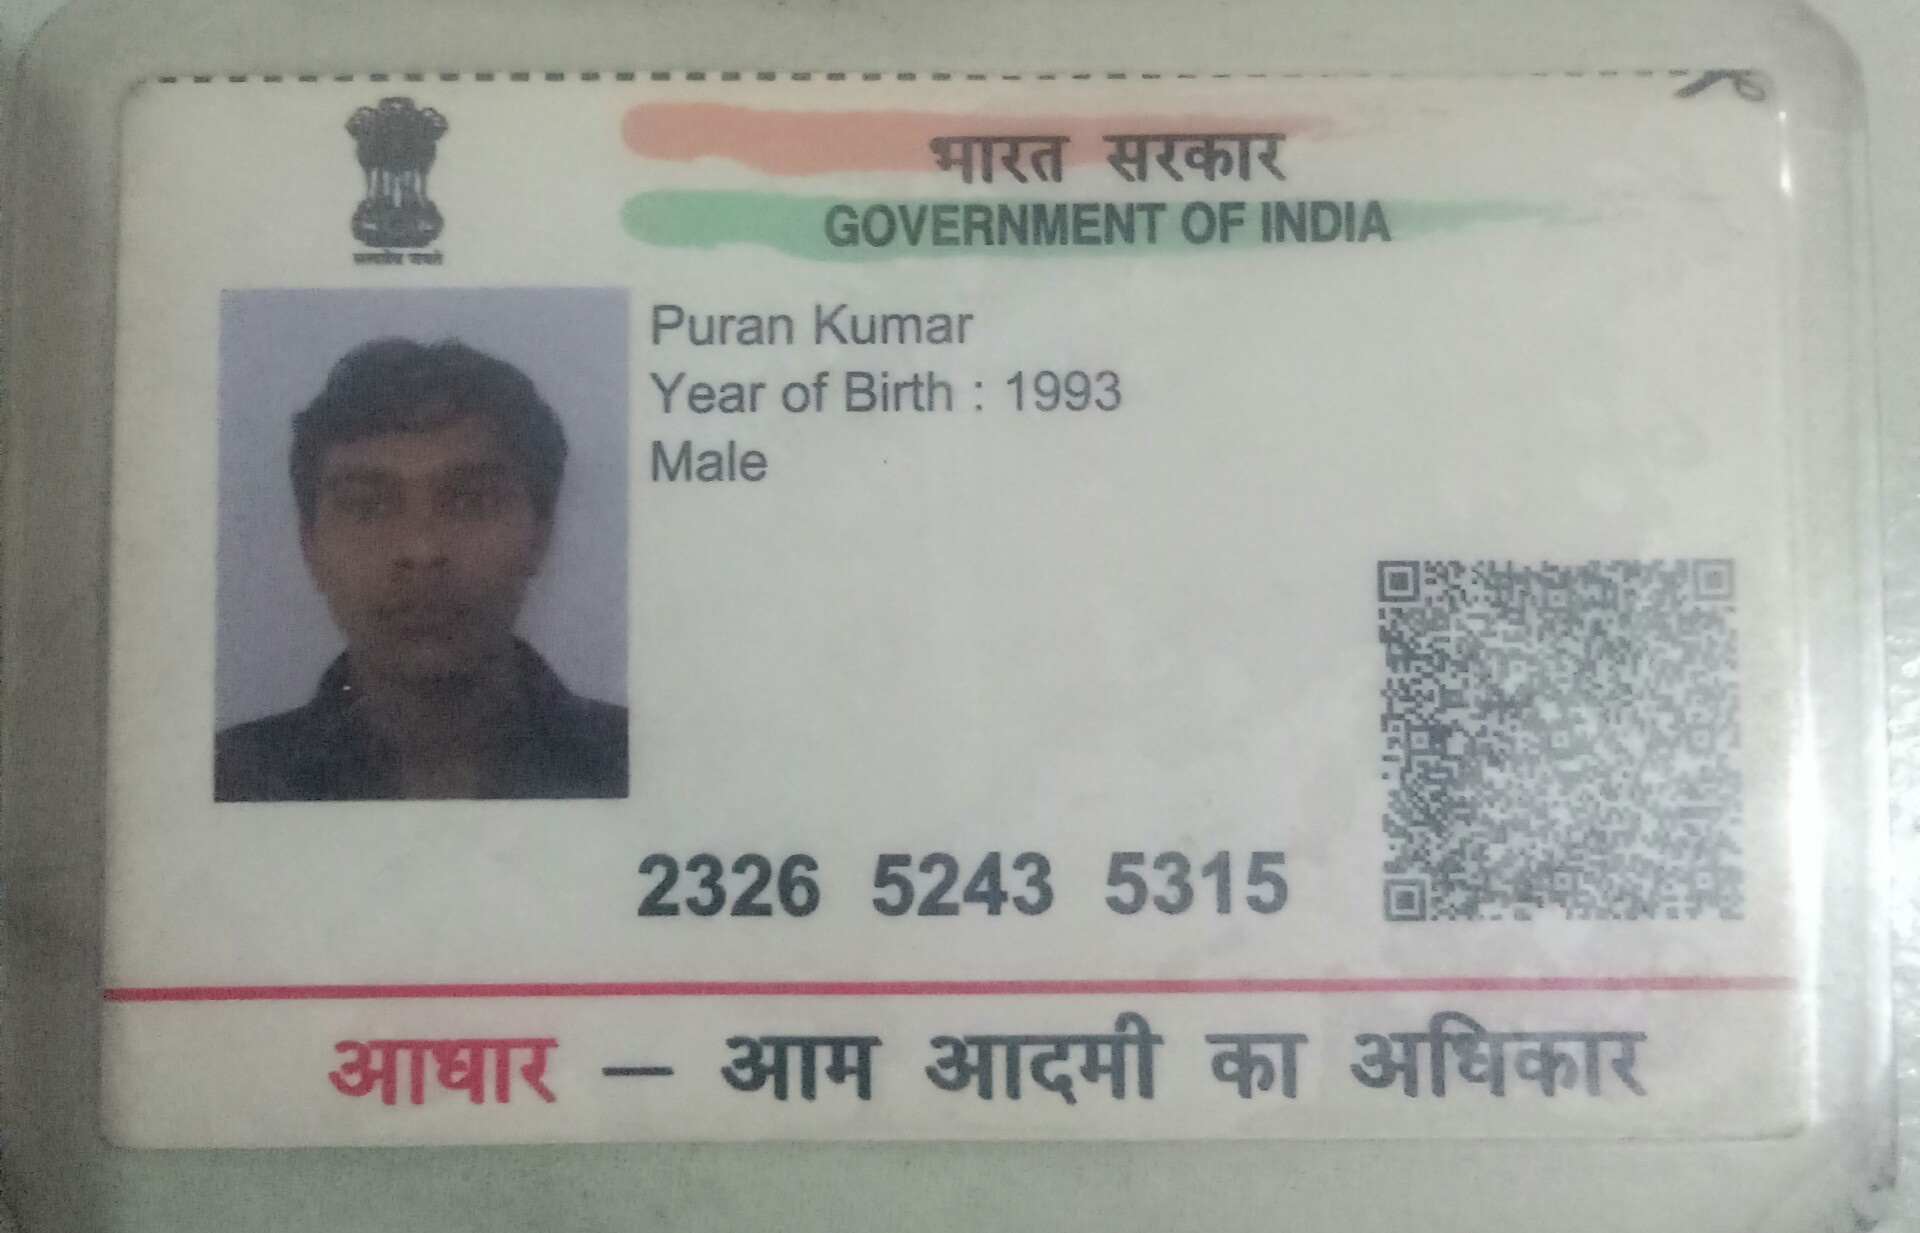 भारत सरकार
GOVERNMENT OF INDIA
सत्यमेव जयते
Puran Kumar
Year of Birth : 1993
Male
2326 5243 5315
आधार — आम आदमी का अधिकार